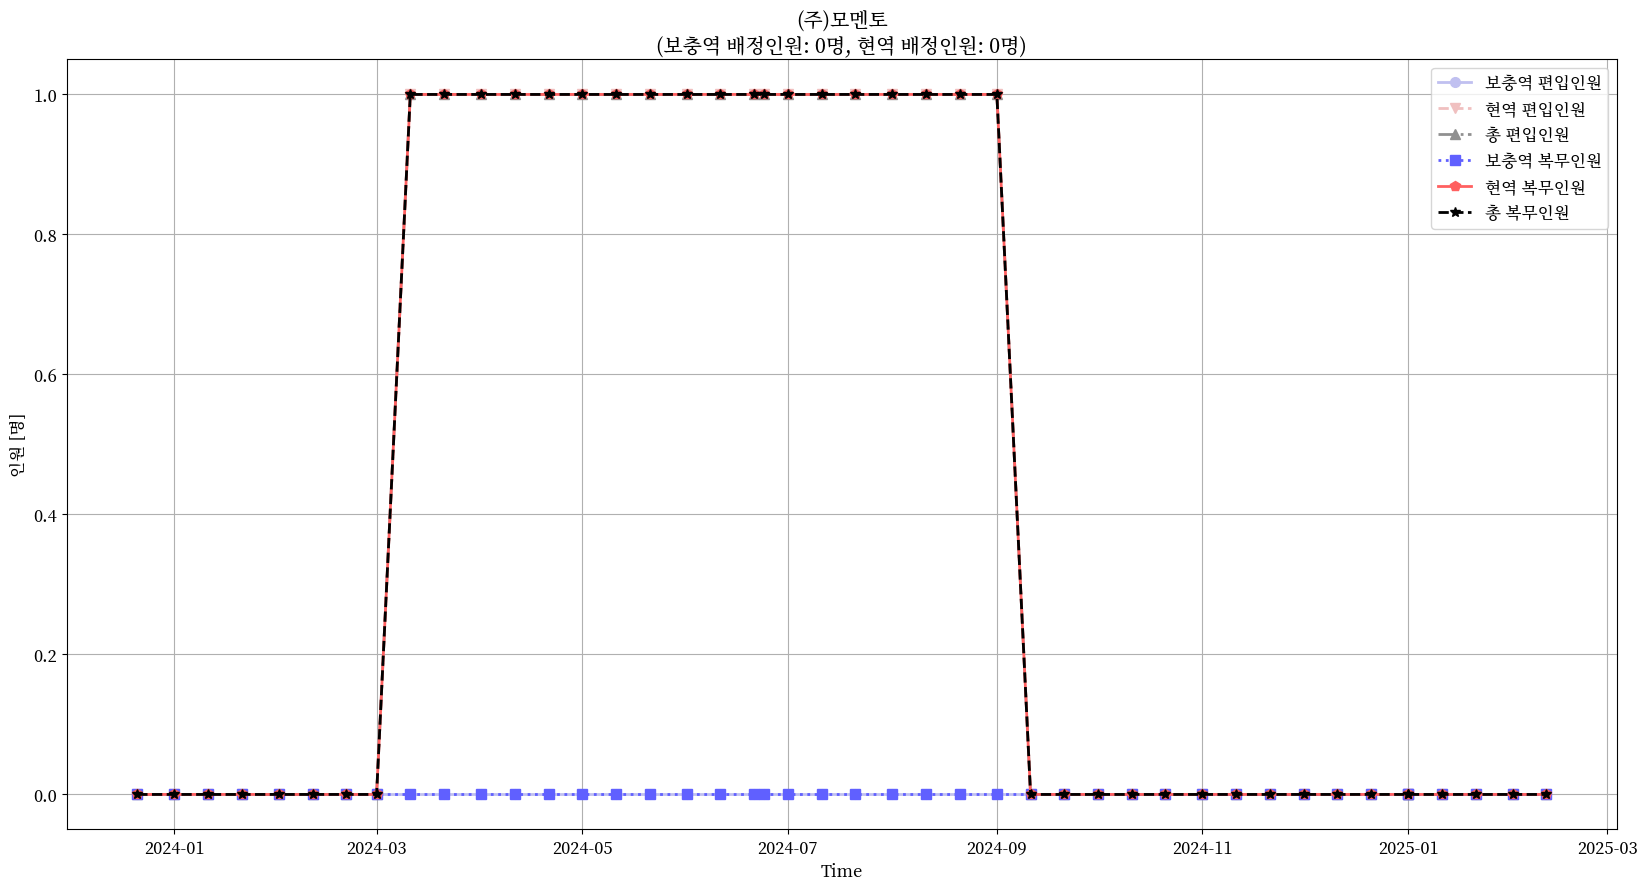 (주)모멘토
(보충역 배정인원: 0명, 현역 배정인원: 0명)
보충역 편입인원
현역 편입인원
총 편입인원
보충역 복무인원
현역 복무인원
총 복무인원
인원 [명]
1.0
0.8
0.6
0.4
0.2
0.0
2024-01 2024-03 2024-05 2024-07 2024-09 2024-11 2025-01 2025-03
Time